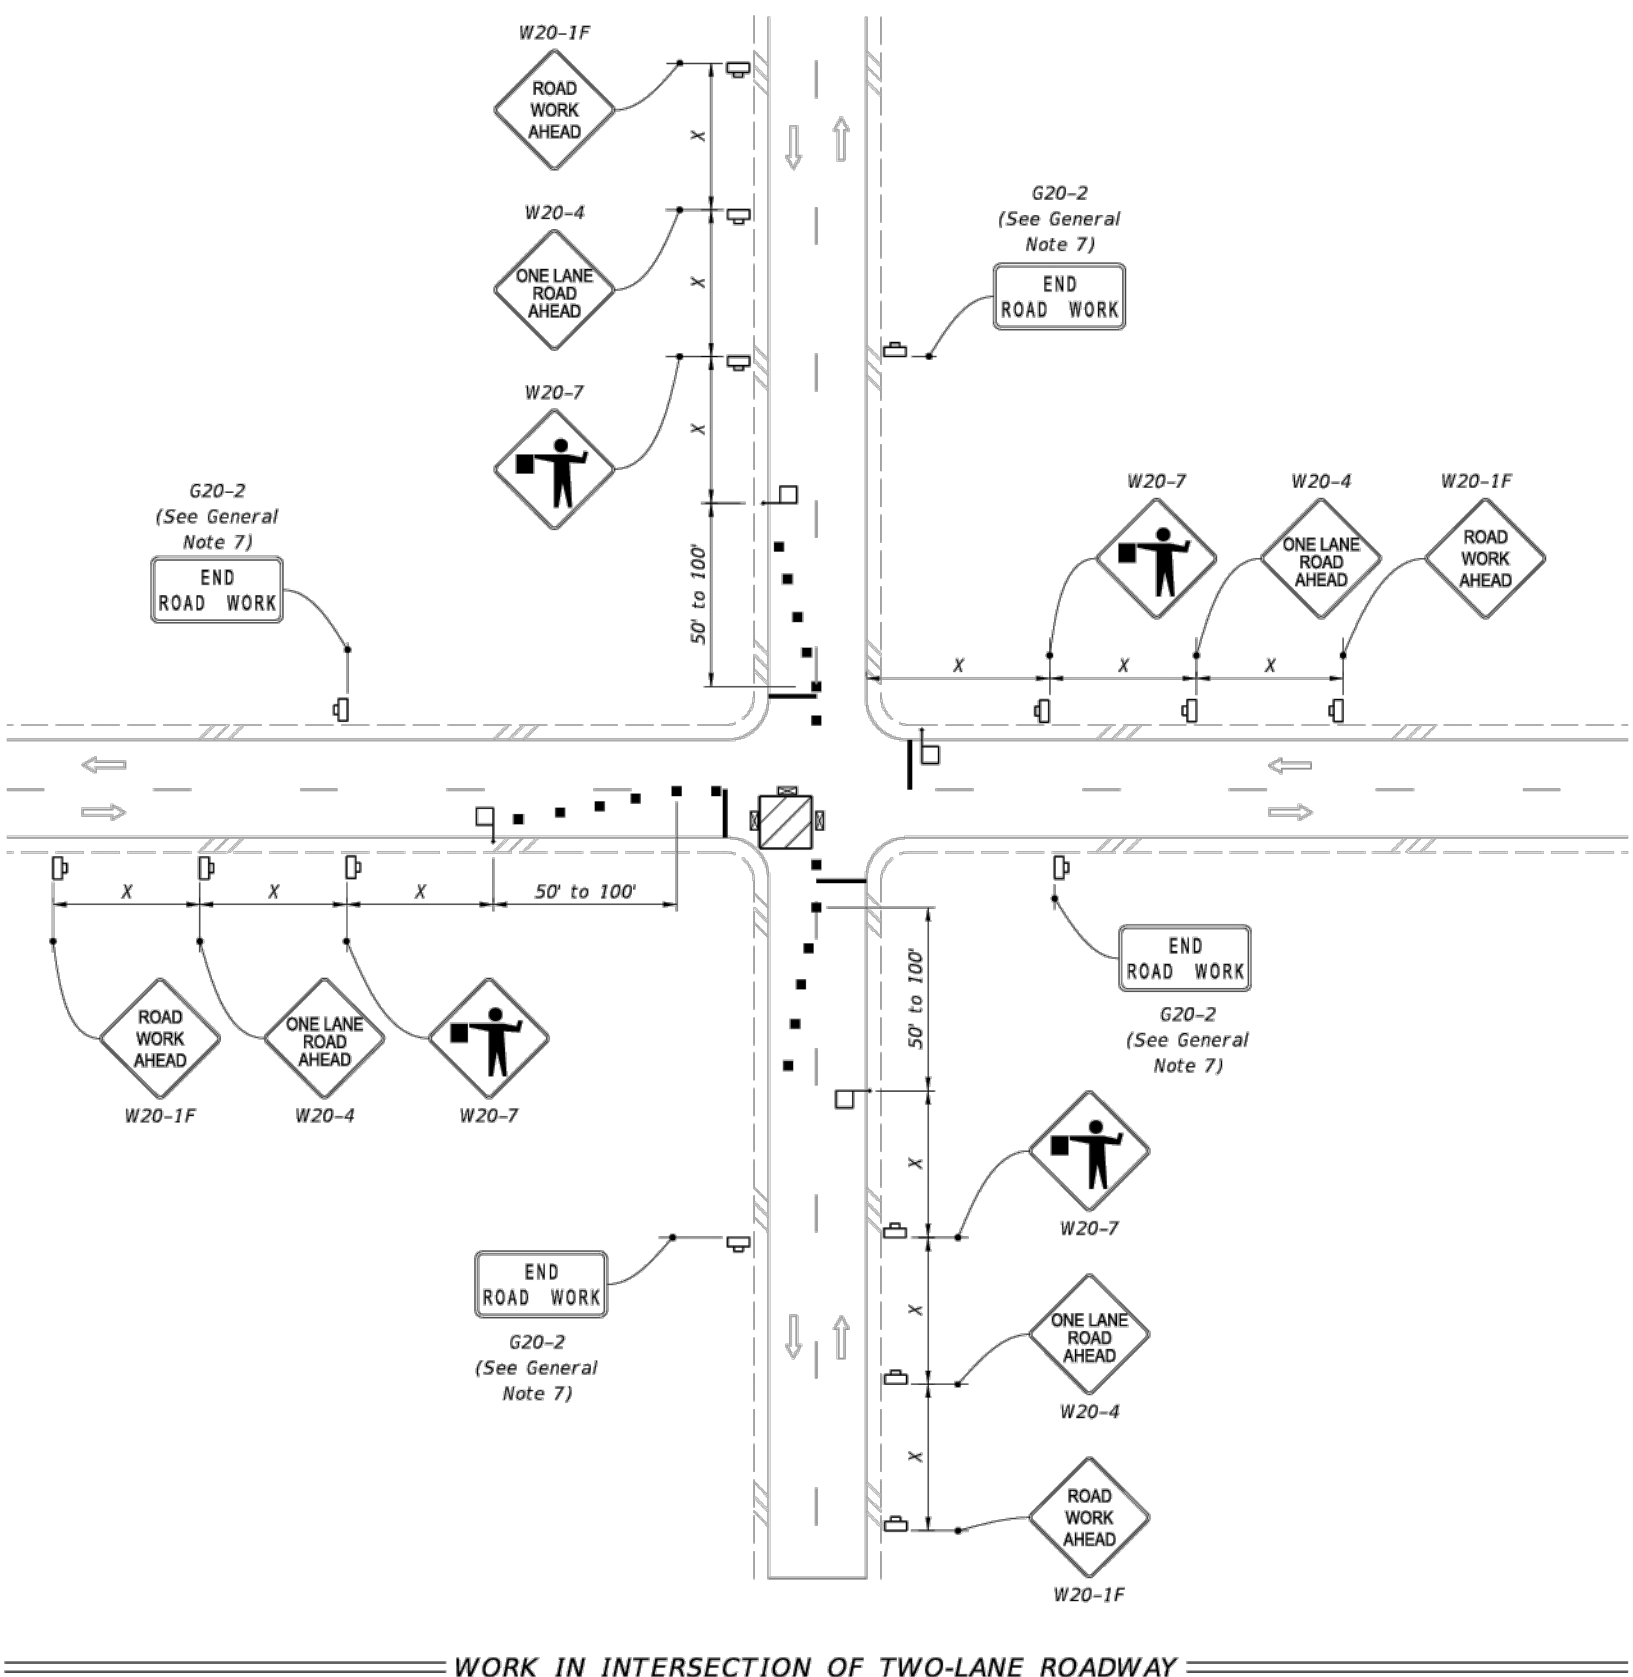 W20-1F
ROAD
WORK
AHEAD
X
W20-4
ONE LANE
ROAD
AHEAD
X
W20-7
X
G20-2
(See General
Note 7)
END
ROAD WORK
G20-2
(See General
Note 7)
END
ROAD WORK
50' to 100'
W20-7
W20-4
ONE LANE
ROAD
AHEAD
W20-1F
ROAD
WORK
AHEAD
X
X
X
X
X
X
50' to 100'
ROAD
WORK
AHEAD
W20-1F
ONE LANE
ROAD
AHEAD
W20-4
W20-7
50' to 100'
END
ROAD WORK
G20-2
(See General
Note 7)
X
W20-7
END
ROAD WORK
G20-2
(See General
Note 7)
X
ONE LANE
ROAD
AHEAD
W20-4
X
ROAD
WORK
AHEAD
W20-1F
WORK IN INTERSECTION OF TWO-LANE ROADWAY